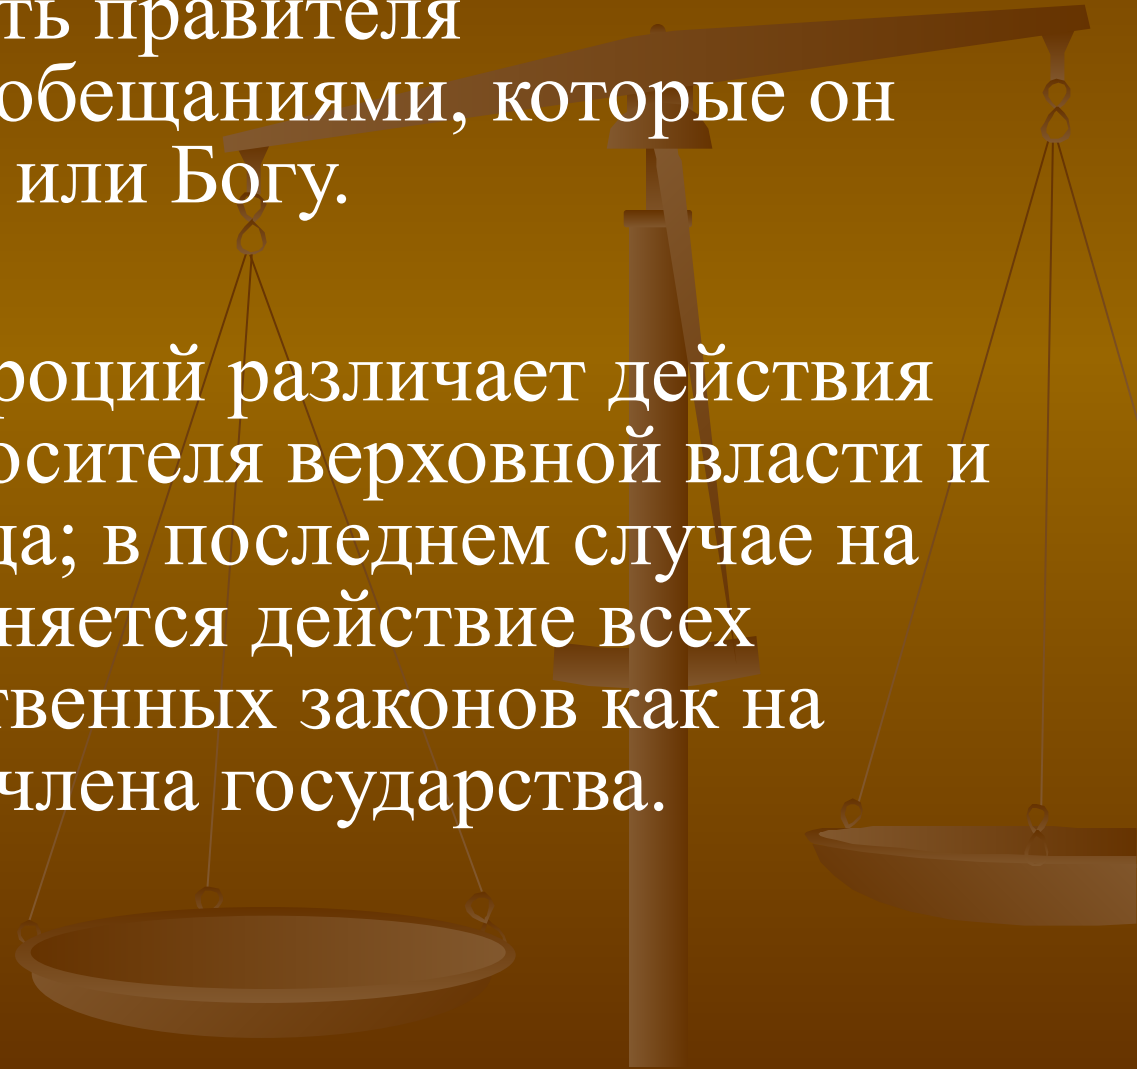 ть правителя
обещаниями, которые он
или Богу.
роций различает действия
осителя верховной власти и
ца; в последнем случае на
няется действие всех
твенных законов как на
члена государства.